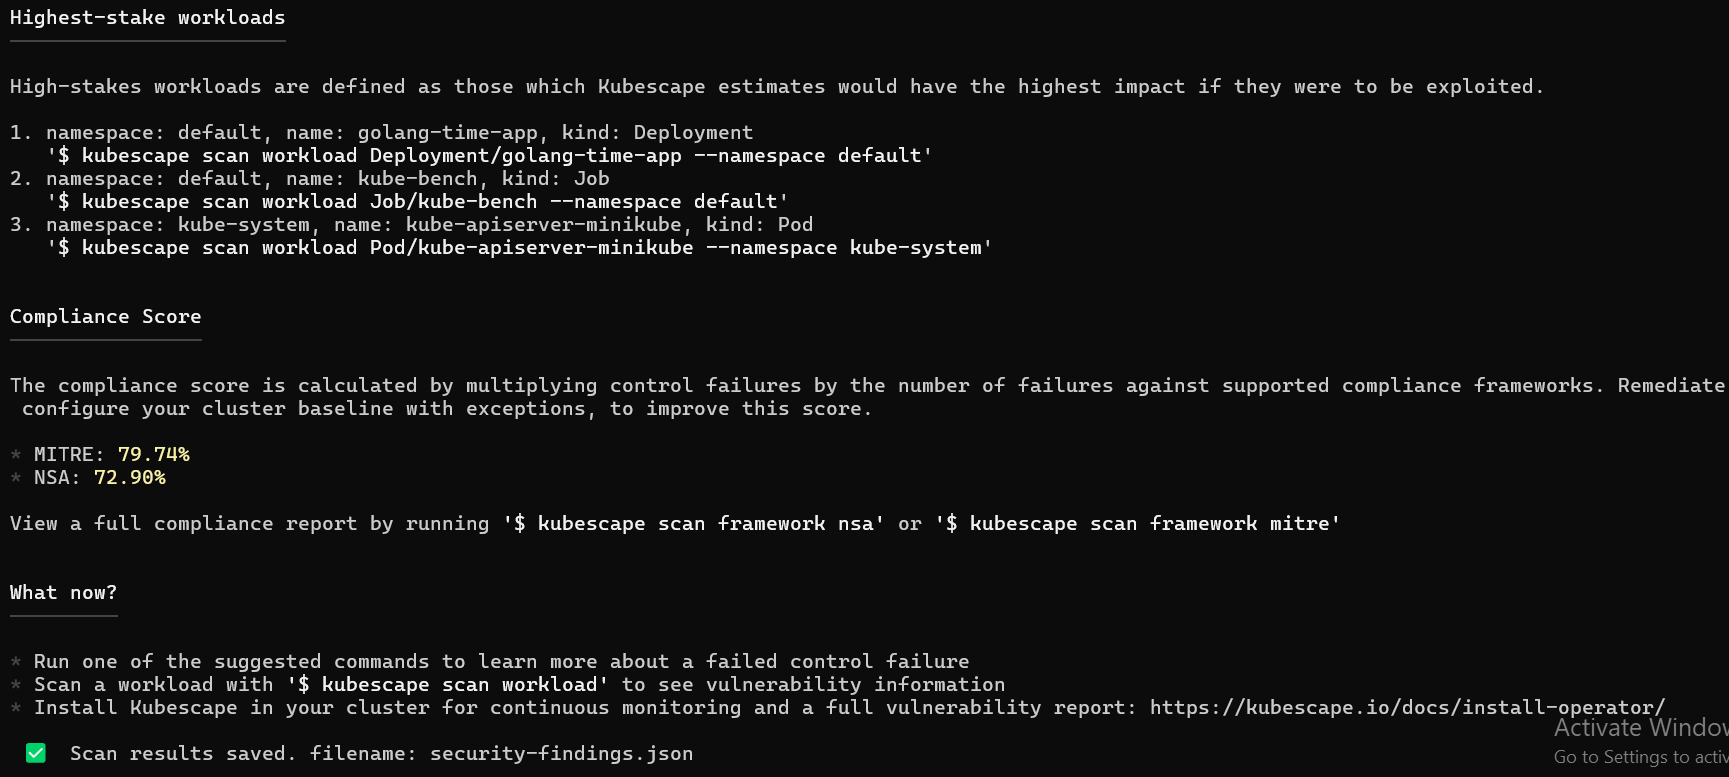 Highest-stake workloads
High-stakes workloads are defined as those which Kubescape estimates would have the highest impact if they were to be exploited.
1. namespace: default, name: golang-time-app, kind: Deployment
'$ kubescape scan workload Deployment/golang-time-app --namespace default'
2. namespace: default, name: kube-bench, kind: Job
'$ kubescape scan workload Job/kube-bench --namespace default'
3. namespace: kube-system, name: kube-apiserver-minikube, kind: Pod
'$ kubescape scan workload Pod/kube-apiserver-minikube --namespace kube-system'
Compliance Score
The compliance score is calculated by multiplying control failures by the number of failures against supported compliance frameworks. Remediate
configure your cluster baseline with exceptions, to improve this score.
* MITRE: 79.74%
* NSA: 72.90%
View a full compliance report by running '$ kubescape scan framework nsa' or '$ kubescape scan framework mitre'
What now?
* Run one of the suggested commands to learn more about a failed control failure
* Scan a workload with '$ kubescape scan workload' to see vulnerability information
* Install Kubescape in your cluster for continuous monitoring and a full vulnerability report: https://kubescape.io/docs/install-operator/
Activate Window
Go to Settings to activ
✅ Scan results saved. filename: security-findings.json